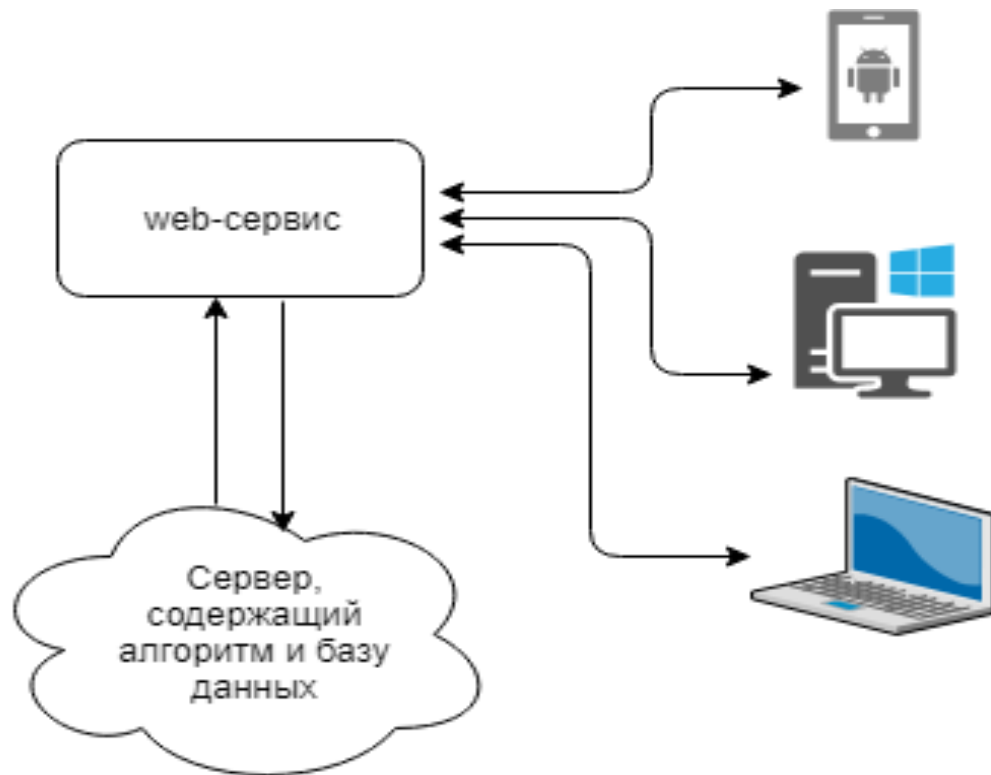 web-сервис
Сервер,
содержащий
алгоритм и базу
данных